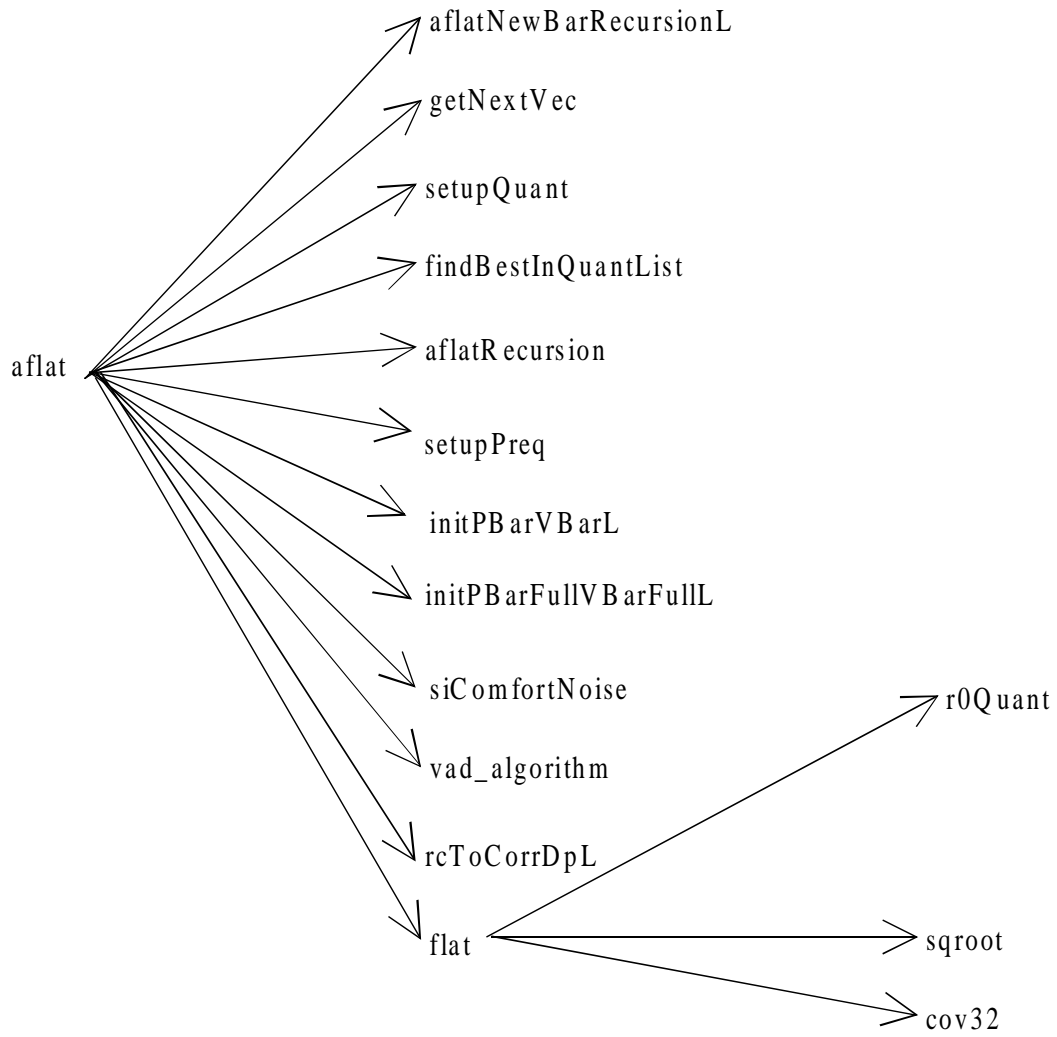 aflatNewBarRecursionL
getNextVec
setupQuant
findBestInQuantList
aflatRecursion
aflat
setupPreq
initPBarVBarL
initPBarFullVBarFullL
siComfortNoise
r0Quant
vad_algorithm
rcToCorrDpL
flat
sqroot
cov32